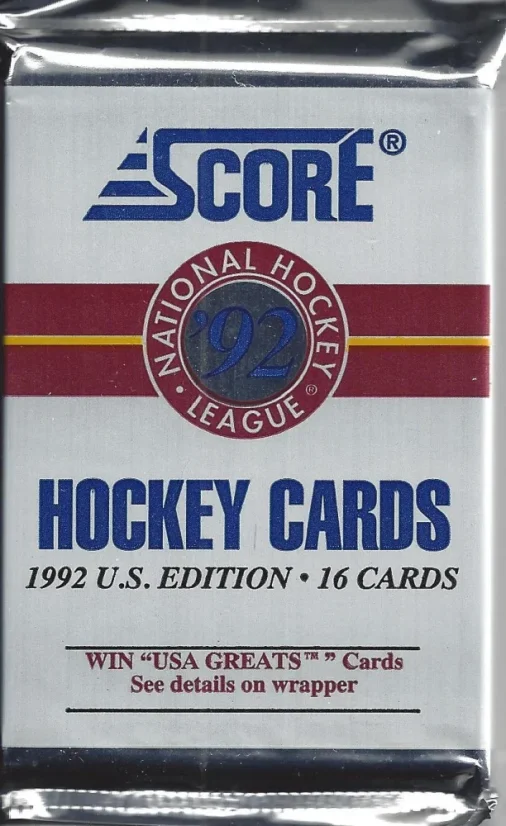 SCORE®
NATIONAL HOCKEY
'92
• LEAGUE® •
HOCKEY CARDS
1992 U.S. EDITION • 16 CARDS
WIN “USA GREATS™” Cards
See details on wrapper